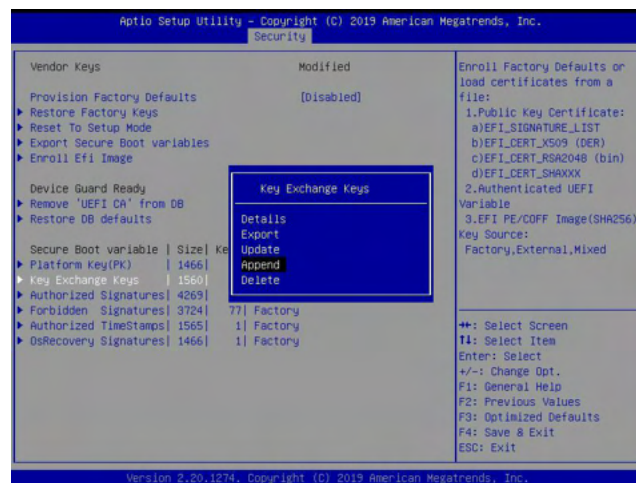 Aptio Setup Utility – Copyright (C) 2019 American Megatrends, Inc.
Security
Vendor Keys Modified
Provision Factory Defaults [Disabled]
Restore Factory Keys
Reset To Setup Mode
Export Secure Boot variables
Enroll Efi Image
Device Guard Ready
Remove 'UEFI CA' from DB
Restore DB defaults
Secure Boot variable | Size| Ke
Platform Key(PK) | 1466|
Key Exchange Keys | 1560|
Authorized Signatures| 4269|
Forbidden Signatures| 3724| 77| Factory
Authorized TimeStamps| 1565| 1| Factory
OsRecovery Signatures| 1466| 1| Factory
Key Exchange Keys
Details
Export
Update
Append
Delete
Enroll Factory Defaults or
load certificates from a
file:
1.Public Key Certificate:
a)EFI_SIGNATURE_LIST
b)EFI_CERT_X509 (DER)
c)EFI_CERT_RSA2048 (bin)
d)EFI_CERT_SHAXXX
2.Authenticated UEFI
Variable
3.EFI PE/COFF Image(SHA256)
Key Source:
Factory,External,Mixed
↔: Select Screen
↑↓: Select Item
Enter: Select
+/-: Change Opt.
F1: General Help
F2: Previous Values
F3: Optimized Defaults
F4: Save & Exit
ESC: Exit
Version 2.20.1274. Copyright (C) 2019 American Megatrends, Inc.